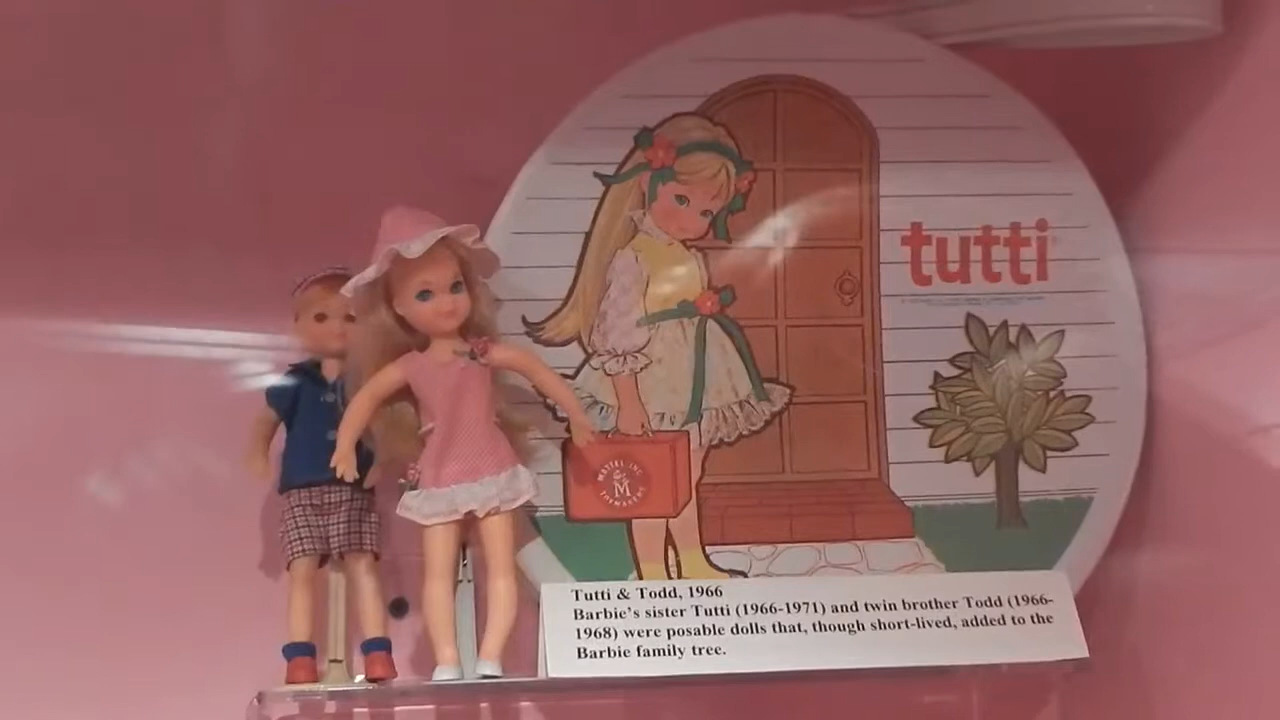 tutti
MATTEL, INC.
M
TOYMAKERS
Tutti & Todd, 1966
Barbie's sister Tutti (1966-1971) and twin brother Todd (1966-
1968) were posable dolls that, though short-lived, added to the
Barbie family tree.